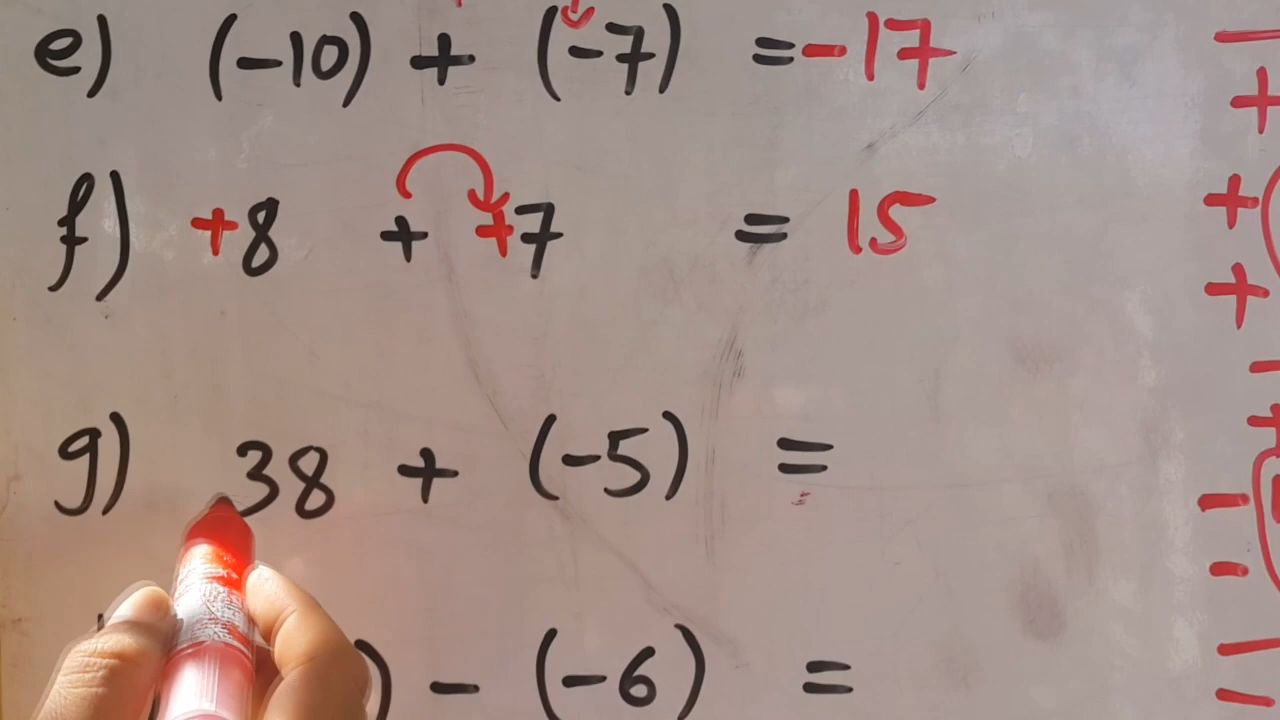 e) (-10) + (-7) = -17
f) +8 + +7 = 15
g) 38 + (-5) =
) - (-6) =